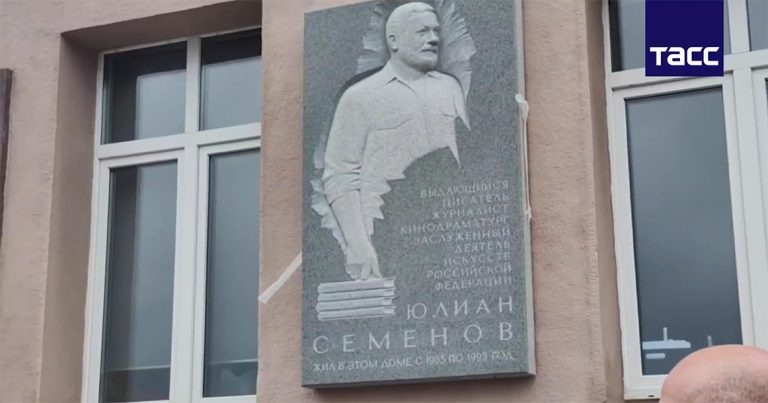 ТАСС
ВЫДАЮЩИЙСЯ
ПИСАТЕЛЬ
ЖУРНАЛИСТ
КИНОДРАМАТУРГ
ЗАСЛУЖЕННЫЙ
ДЕЯТЕЛЬ
ИСКУССТВ
РОССИЙСКОЙ
ФЕДЕРАЦИИ
ЮЛИАН
СЕМЕНОВ
ЖИЛ В ЭТОМ ДОМЕ С 1985 ПО 1993 ГОД